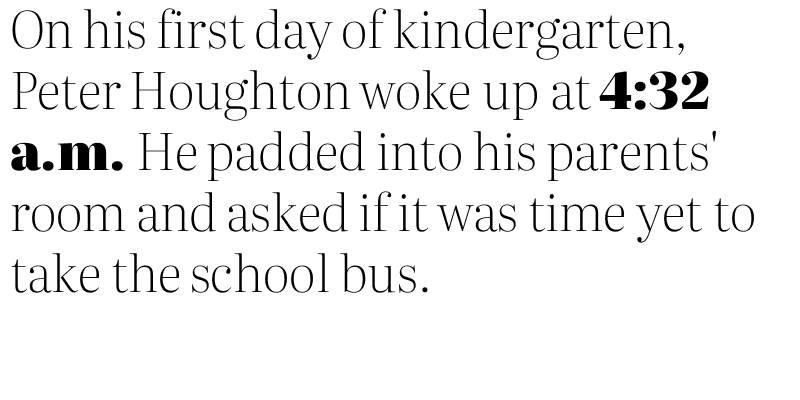 On his first day of kindergarten,
Peter Houghton woke up at 4:32
a.m. He padded into his parents'
room and asked if it was time yet to
take the school bus.